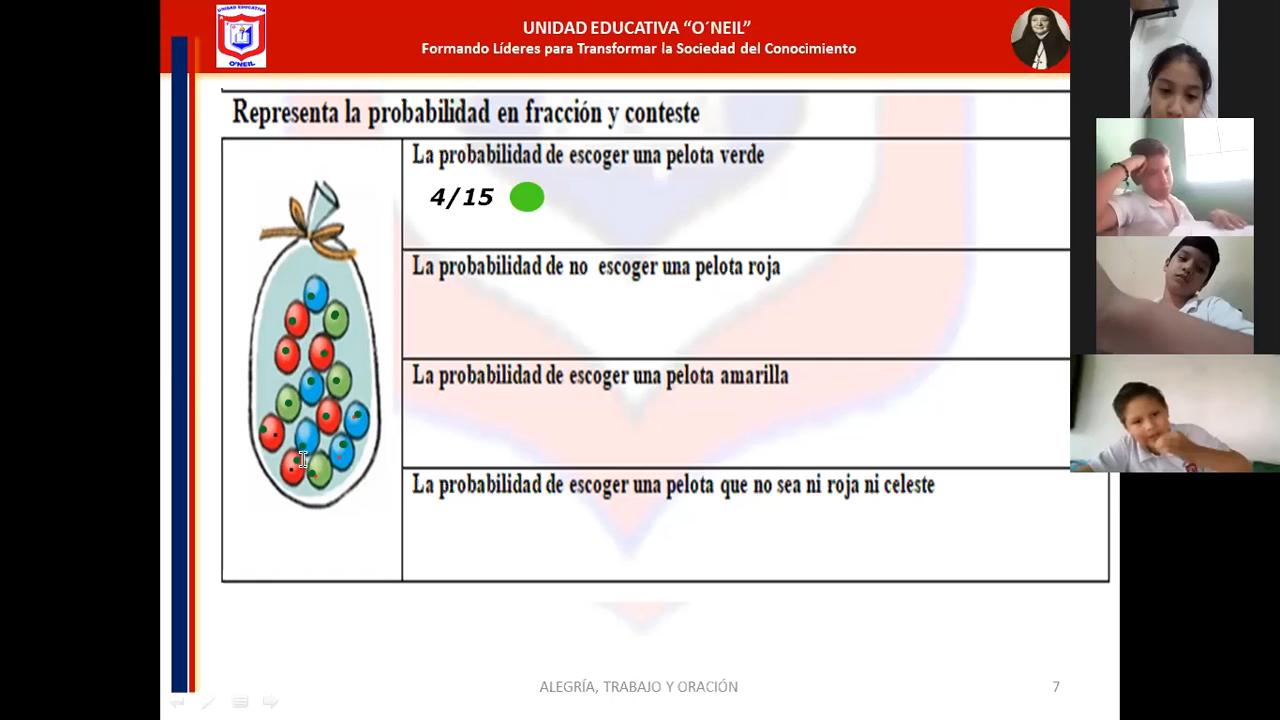 UNIDAD EDUCATIVA
O´NEIL
UNIDAD EDUCATIVA “O´NEIL”
Formando Líderes para Transformar la Sociedad del Conocimiento
Representa la probabilidad en fracción y conteste
La probabilidad de escoger una pelota verde
4/15
La probabilidad de no escoger una pelota roja
La probabilidad de escoger una pelota amarilla
La probabilidad de escoger una pelota que no sea ni roja ni celeste
ALEGRÍA, TRABAJO Y ORACIÓN
7